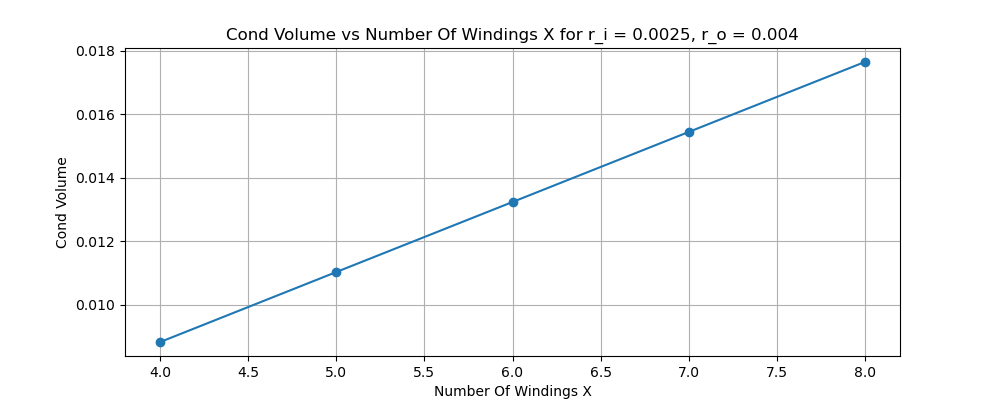 Cond Volume vs Number Of Windings X for r_i = 0.0025, r_o = 0.004
0.018
0.016
0.014
0.012
0.010
Cond Volume
4.0 4.5 5.0 5.5 6.0 6.5 7.0 7.5 8.0
Number Of Windings X